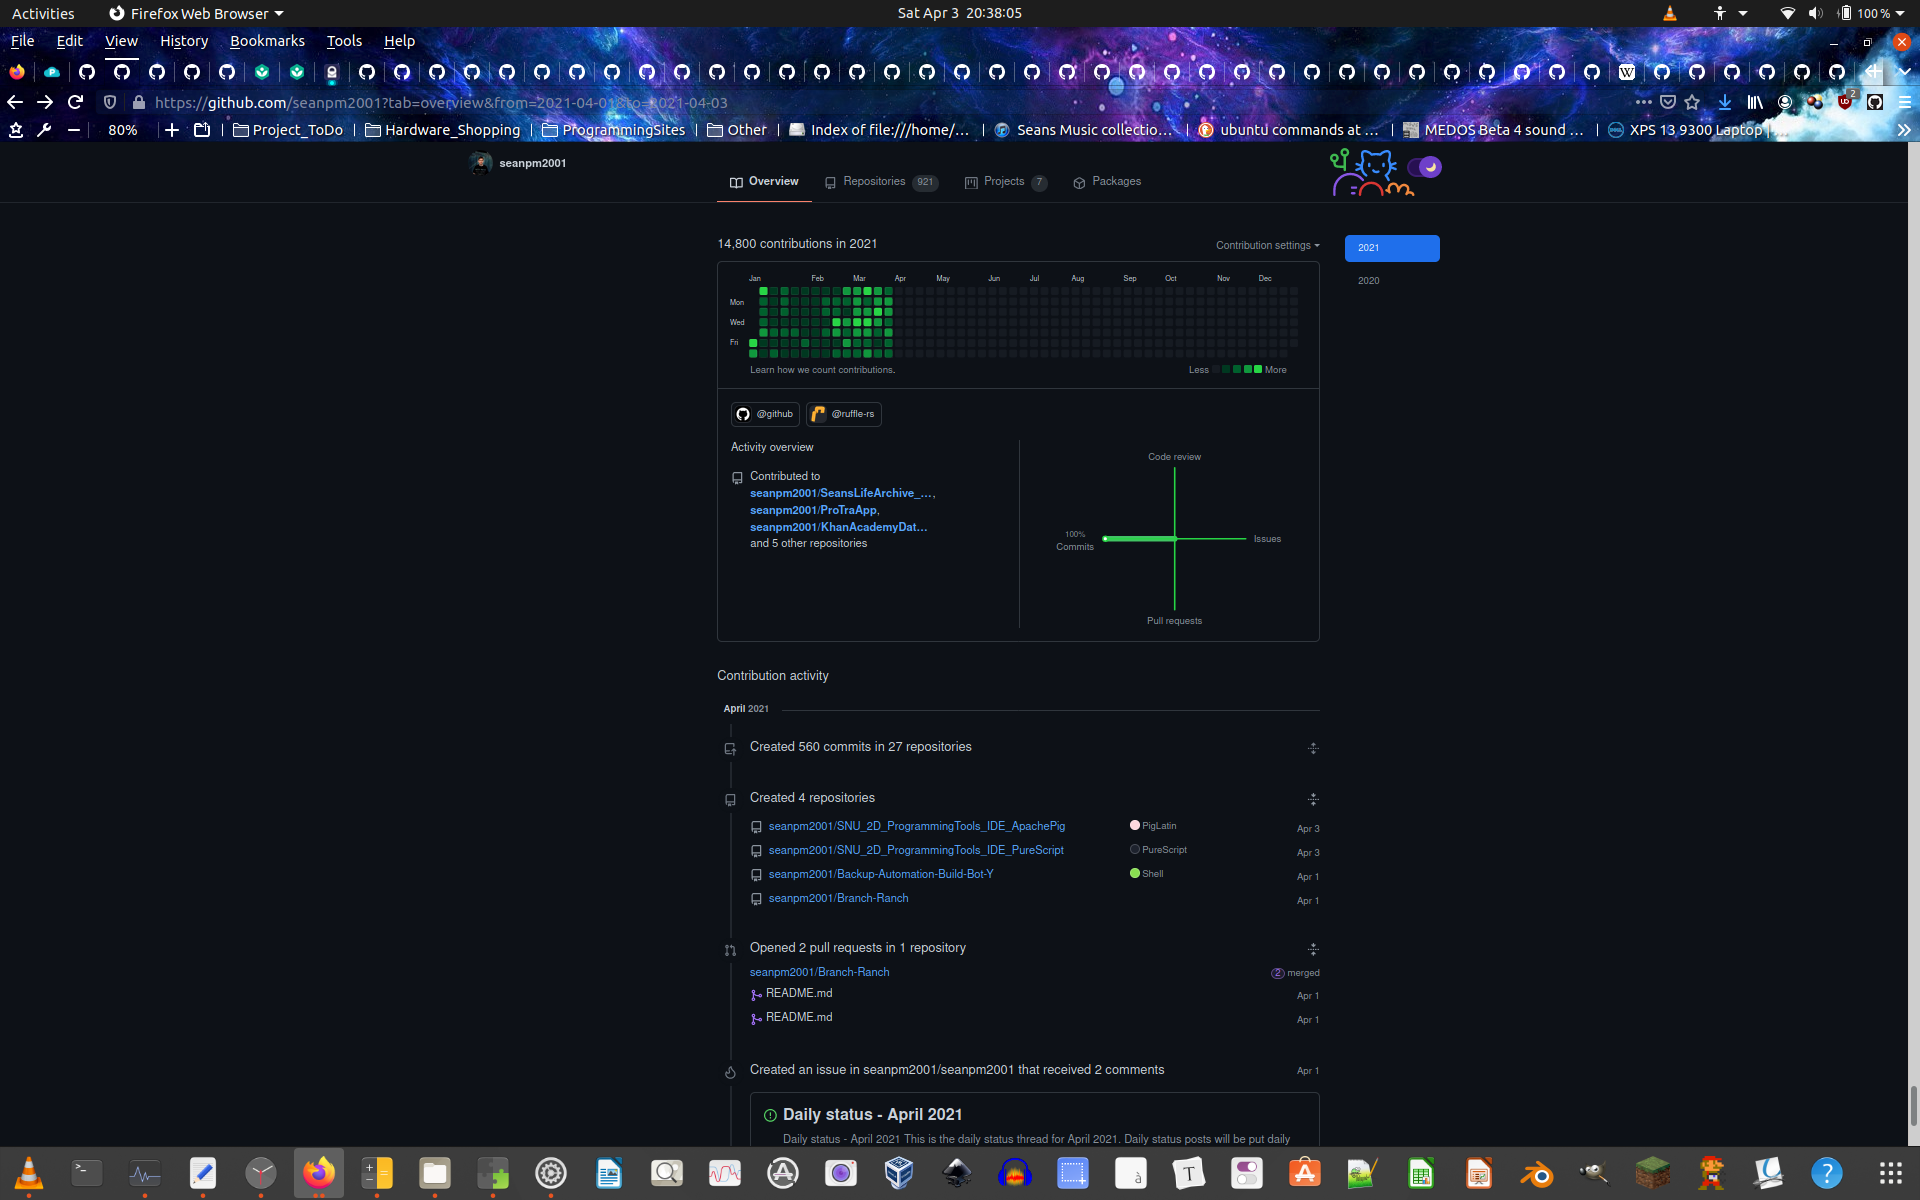 Activities Firefox Web Browser Sat Apr 3 20:38:05 100 %
File Edit View History Bookmarks Tools Help
https://github.com/seanpm2001?tab=overview&from=2021-04-01&to=2021-04-03 2
80% Project_ToDo Hardware_Shopping ProgrammingSites Other Index of file:///home/… Seans Music collectio… ubuntu commands at … MEDOS Beta 4 sound … XPS 13 9300 Laptop |…
seanpm2001
Overview Repositories 921 Projects 7 Packages
14,800 contributions in 2021 Contribution settings 2021
2020
Jan Feb Mar Apr May Jun Jul Aug Sep Oct Nov Dec
Mon
Wed
Fri
Learn how we count contributions. Less More
@github @ruffle-rs
Activity overview
Contributed to
seanpm2001/SeansLifeArchive_…,
seanpm2001/ProTraApp,
seanpm2001/KhanAcademyDat…
and 5 other repositories
Code review
100%
Commits
Issues
Pull requests
Contribution activity
April 2021
Created 560 commits in 27 repositories
Created 4 repositories
seanpm2001/SNU_2D_ProgrammingTools_IDE_ApachePig PigLatin Apr 3
seanpm2001/SNU_2D_ProgrammingTools_IDE_PureScript PureScript Apr 3
seanpm2001/Backup-Automation-Build-Bot-Y Shell Apr 1
seanpm2001/Branch-Ranch Apr 1
Opened 2 pull requests in 1 repository
seanpm2001/Branch-Ranch 2 merged
README.md Apr 1
README.md Apr 1
Created an issue in seanpm2001/seanpm2001 that received 2 comments Apr 1
Daily status - April 2021
Daily status - April 2021 This is the daily status thread for April 2021. Daily status posts will be put daily